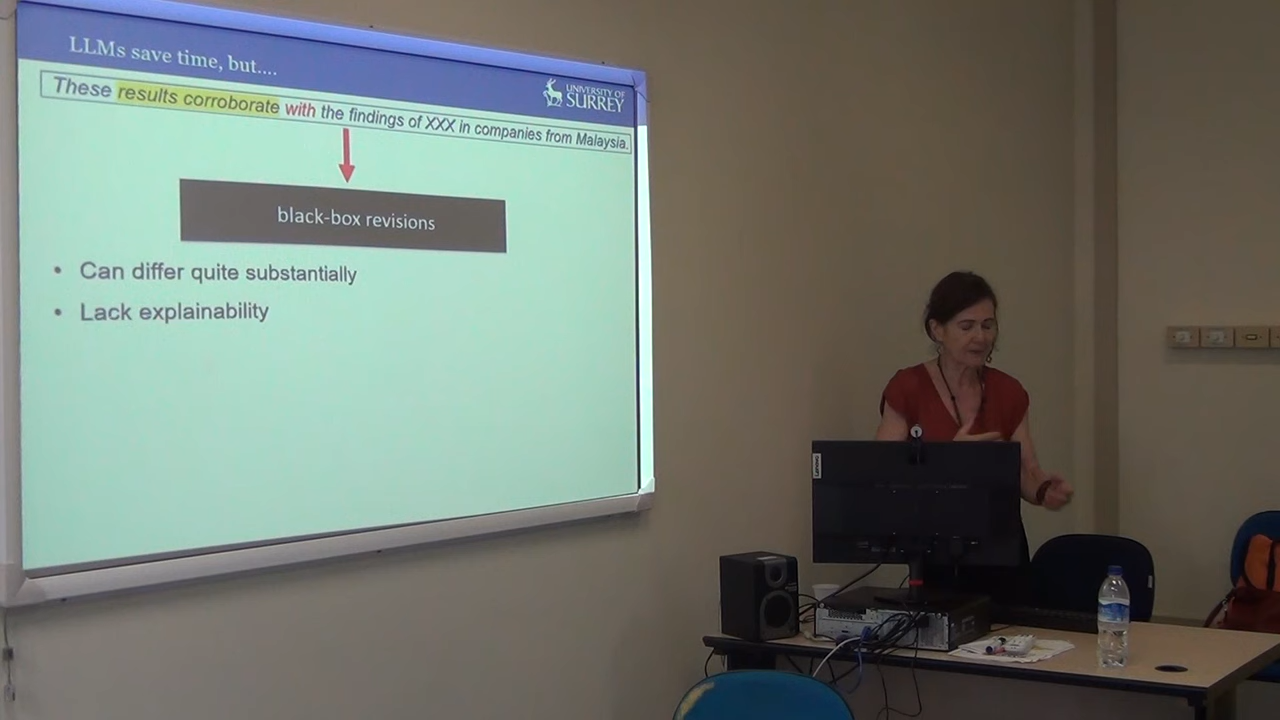 LLMs save time, but....
UNIVERSITY OF
SURREY
These results corroborate with the findings of XXX in companies from Malaysia.
black-box revisions
• Can differ quite substantially
• Lack explainability
Lenovo